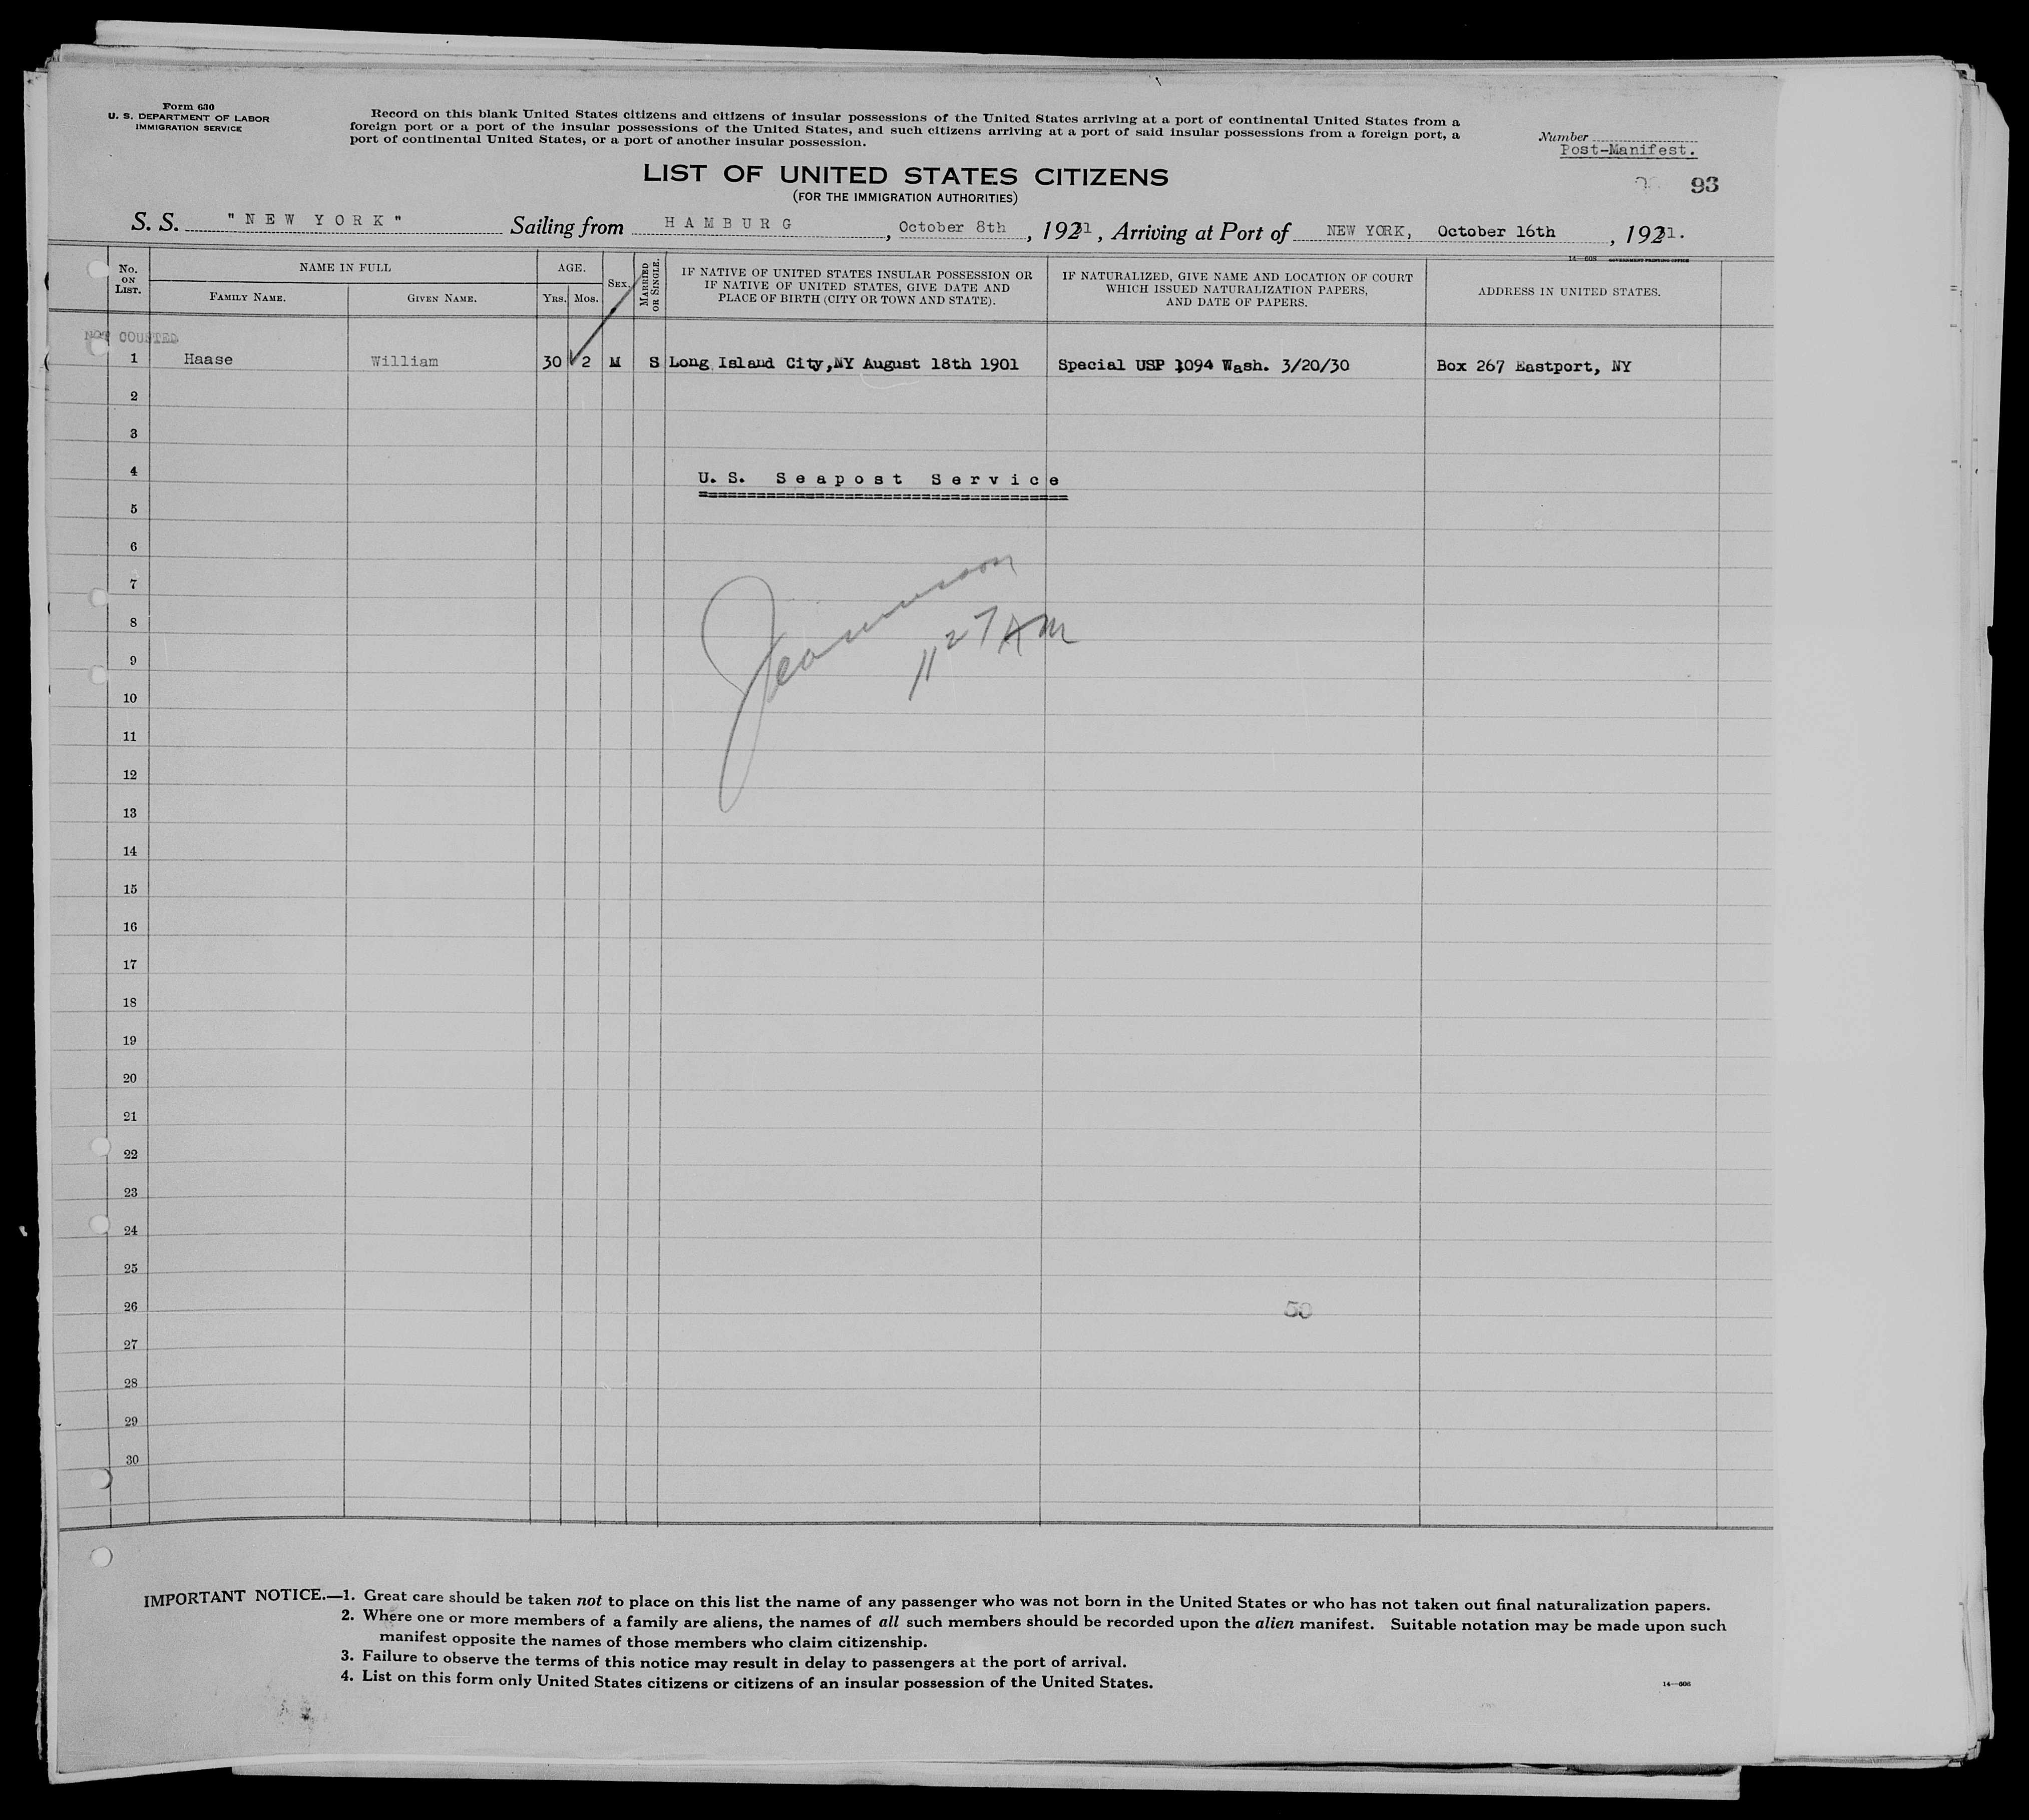 Form 630
U. S. DEPARTMENT OF LABOR
IMMIGRATION SERVICE
Record on this blank United States citizens and citizens of insular possessions of the United States arriving at a port of continental United States from a
foreign port or a port of the insular possessions of the United States, and such citizens arriving at a port of said insular possessions from a foreign port, a
port of continental United States, or a port of another insular possession.
Number
Post-Manifest.
93
LIST OF UNITED STATES CITIZENS
(FOR THE IMMIGRATION AUTHORITIES)
S. S. "NEW YORK" Sailing from HAMBURG, October 8th, 1931, Arriving at Port of NEW YORK, October 16th, 1931.
14—608 GOVERNMENT PRINTING OFFICE
No. ON LIST. NAME IN FULL AGE. SEX. MARRIED OR SINGLE. IF NATIVE OF UNITED STATES INSULAR POSSESSION OR IF NATIVE OF UNITED STATES, GIVE DATE AND PLACE OF BIRTH (CITY OR TOWN AND STATE). IF NATURALIZED, GIVE NAME AND LOCATION OF COURT WHICH ISSUED NATURALIZATION PAPERS, AND DATE OF PAPERS. ADDRESS IN UNITED STATES.
FAMILY NAME. GIVEN NAME. YRS. MOS.
NOT COUNTED
1 Haase William 30 2 M S Long Island City,NY August 18th 1901 Special USP 1094 Wash. 3/20/30 Box 267 Eastport, NY
2
3
4 U. S. Seapost Service
5
6
7
8
11 27 AM
9
10
11
12
13
14
15
16
17
18
19
20
21
22
23
24
25
26 50
27
28
29
30
IMPORTANT NOTICE.—1. Great care should be taken not to place on this list the name of any passenger who was not born in the United States or who has not taken out final naturalization papers.
2. Where one or more members of a family are aliens, the names of all such members should be recorded upon the alien manifest. Suitable notation may be made upon such
manifest opposite the names of those members who claim citizenship.
3. Failure to observe the terms of this notice may result in delay to passengers at the port of arrival.
4. List on this form only United States citizens or citizens of an insular possession of the United States.
14—608